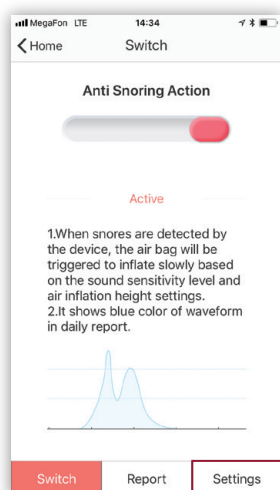 MegaFon LTE 14:34
Home Switch
Anti Snoring Action
Active
1.When snores are detected by
the device, the air bag will be
triggered to inflate slowly based
on the sound sensitivity level and
air inflation height settings.
2.It shows blue color of waveform
in daily report.
Switch Report Settings